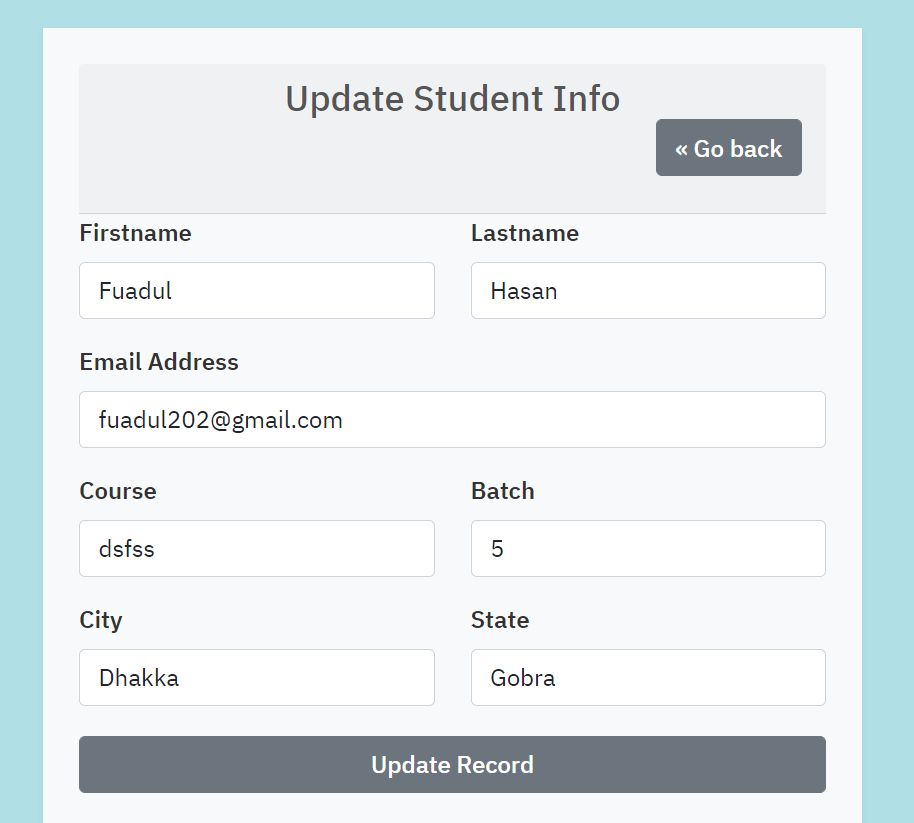 Update Student Info
« Go back
Firstname Lastname
Fuadul Hasan
Email Address
fuadul202@gmail.com
Course Batch
dsfss 5
City State
Dhakka Gobra
Update Record